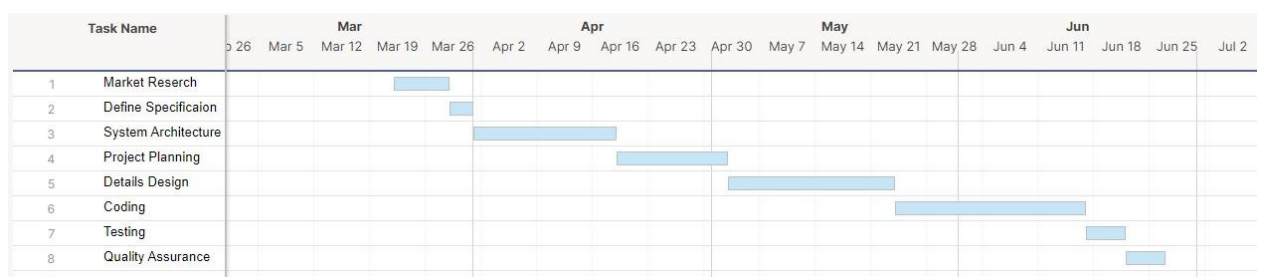 Task Name Mar Apr May Jun
26 Mar 5 Mar 12 Mar 19 Mar 26 Apr 2 Apr 9 Apr 16 Apr 23 Apr 30 May 7 May 14 May 21 May 28 Jun 4 Jun 11 Jun 18 Jun 25 Jul 2
1 Market Reserch
2 Define Specificaion
3 System Architecture
4 Project Planning
5 Details Design
6 Coding
7 Testing
8 Quality Assurance